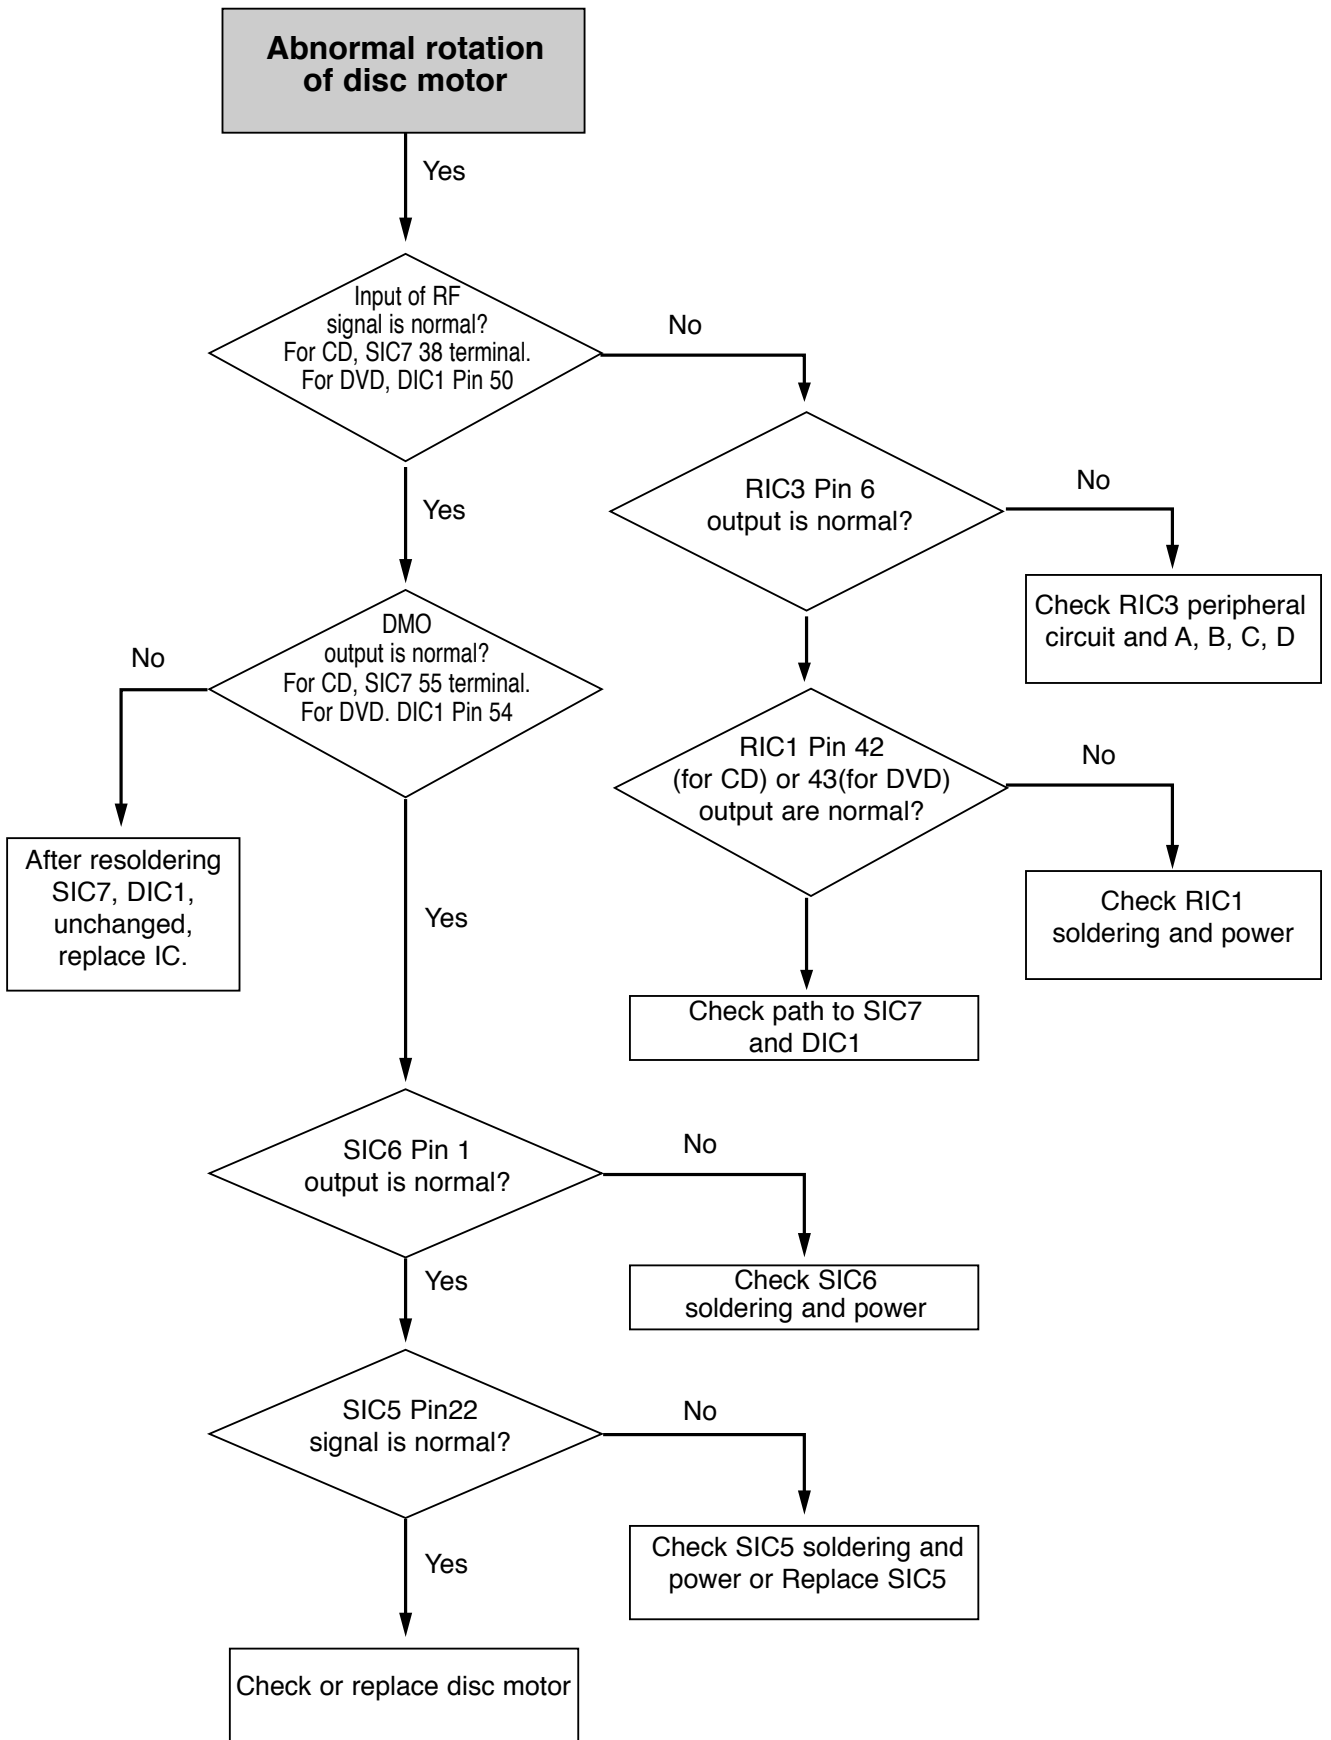 Abnormal rotation
of disc motor
Yes
Input of RF
signal is normal?
For CD, SIC7 38 terminal.
For DVD, DIC1 Pin 50
No
Yes
RIC3 Pin 6
output is normal?
No
Check RIC3 peripheral
circuit and A, B, C, D
DMO
output is normal?
For CD, SIC7 55 terminal.
For DVD. DIC1 Pin 54
No
After resoldering
SIC7, DIC1,
unchanged,
replace IC.
RIC1 Pin 42
(for CD) or 43(for DVD)
output are normal?
No
Check RIC1
soldering and power
Check path to SIC7
and DIC1
Yes
SIC6 Pin 1
output is normal?
No
Check SIC6
soldering and power
Yes
SIC5 Pin22
signal is normal?
No
Check SIC5 soldering and
power or Replace SIC5
Yes
Check or replace disc motor